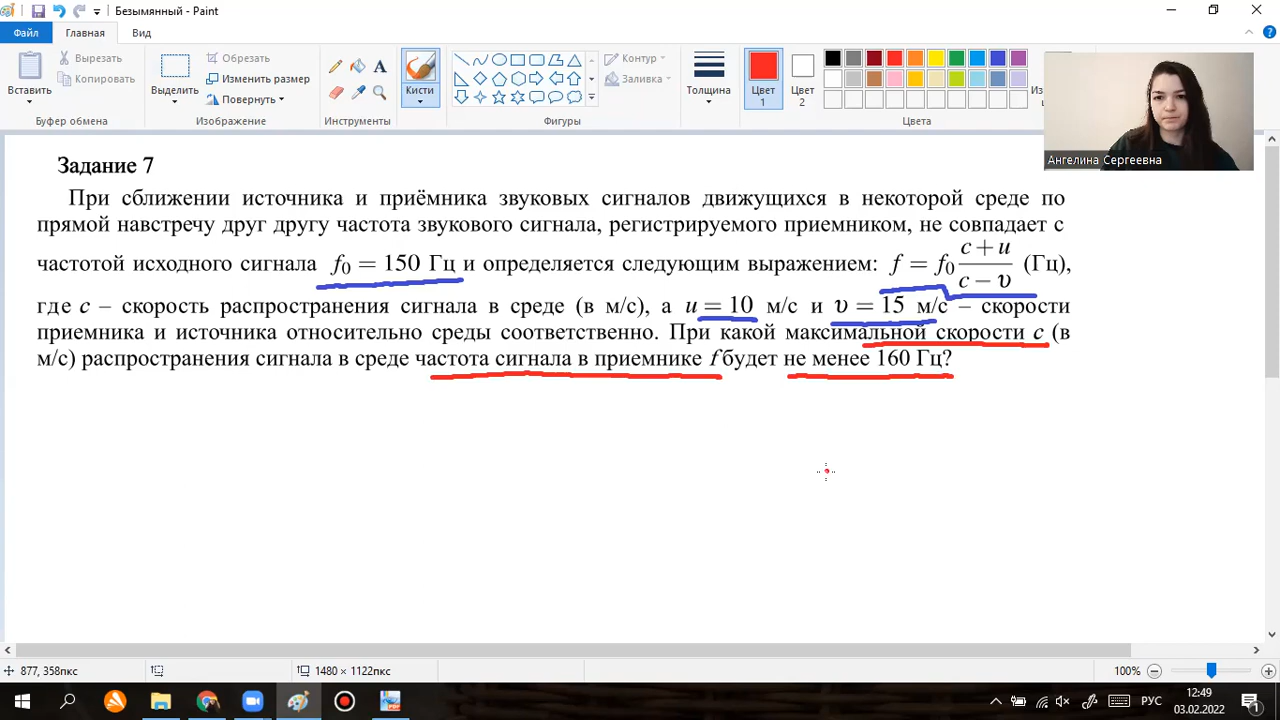 Безымянный - Paint
Файл
Главная
Вид
Вставить
Вырезать
Копировать
Буфер обмена
Выделить
Обрезать
Изменить размер
Повернуть
Изображение
Инструменты
Кисти
Фигуры
Контур
Заливка
Толщина
Цвет
1
Цвет
2
Цвета
Ангелина Сергеевна
Задание 7
При сближении источника и приёмника звуковых сигналов движущихся в некоторой среде по
прямой навстречу друг другу частота звукового сигнала, регистрируемого приемником, не совпадает с
частотой исходного сигнала f₀ = 150 Гц и определяется следующим выражением: f = f₀ (c + u)/(c − υ) (Гц),
где c – скорость распространения сигнала в среде (в м/с), а u = 10 м/с и υ = 15 м/с – скорости
приемника и источника относительно среды соответственно. При какой максимальной скорости c (в
м/с) распространения сигнала в среде частота сигнала в приемнике f будет не менее 160 Гц?
877, 358пкс
1480 × 1122пкс
100%
РУС
12:49
03.02.2022
1